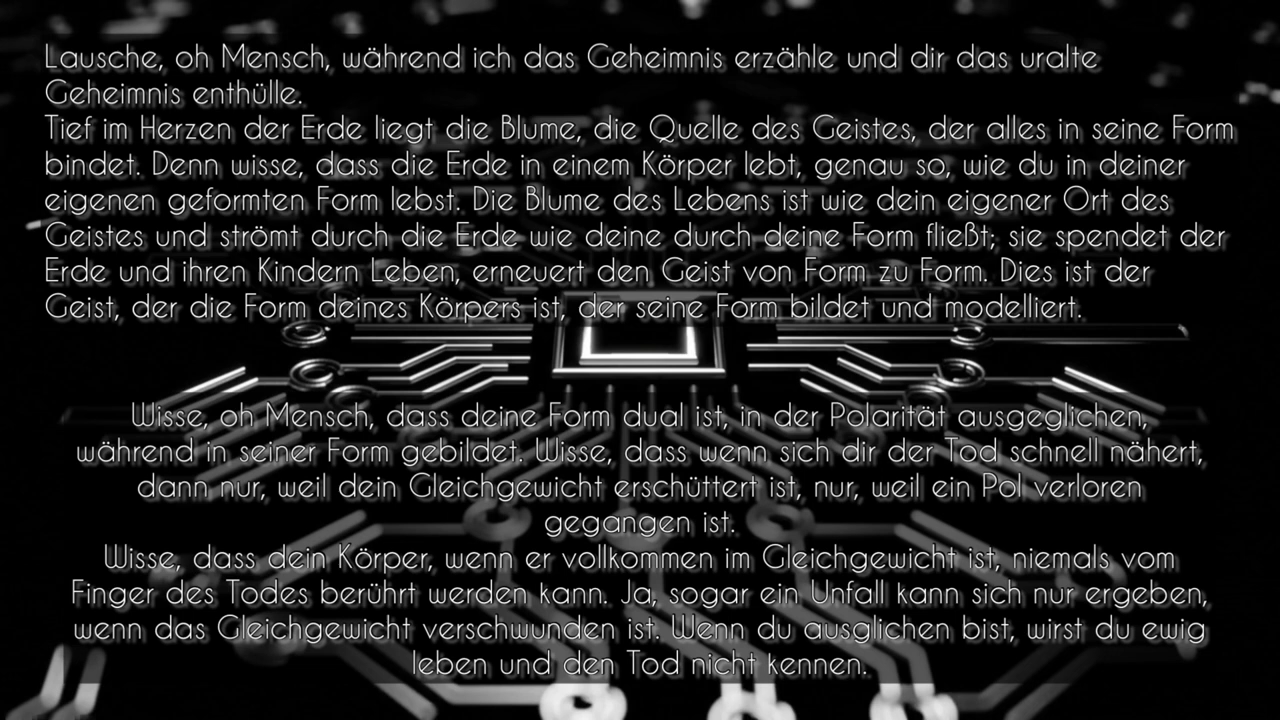 Lausche, oh Mensch, während ich das Geheimnis erzähle und dir das uralte
Geheimnis enthülle.
Tief im Herzen der Erde liegt die Blume, die Quelle des Geistes, der alles in seine Form
bindet. Denn wisse, dass die Erde in einem Körper lebt, genau so, wie du in deiner
eigenen geformten Form lebst. Die Blume des Lebens ist wie dein eigener Ort des
Geistes und strömt durch die Erde wie deine durch deine Form fließt; sie spendet der
Erde und ihren Kindern Leben, erneuert den Geist von Form zu Form. Dies ist der
Geist, der die Form deines Körpers ist, der seine Form bildet und modelliert.
Wisse, oh Mensch, dass deine Form dual ist, in der Polarität ausgeglichen,
während in seiner Form gebildet. Wisse, dass wenn sich dir der Tod schnell nähert,
dann nur, weil dein Gleichgewicht erschüttert ist, nur, weil ein Pol verloren
gegangen ist.
Wisse, dass dein Körper, wenn er vollkommen im Gleichgewicht ist, niemals vom
Finger des Todes berührt werden kann. Ja, sogar ein Unfall kann sich nur ergeben,
wenn das Gleichgewicht verschwunden ist. Wenn du ausglichen bist, wirst du ewig
leben und den Tod nicht kennen.